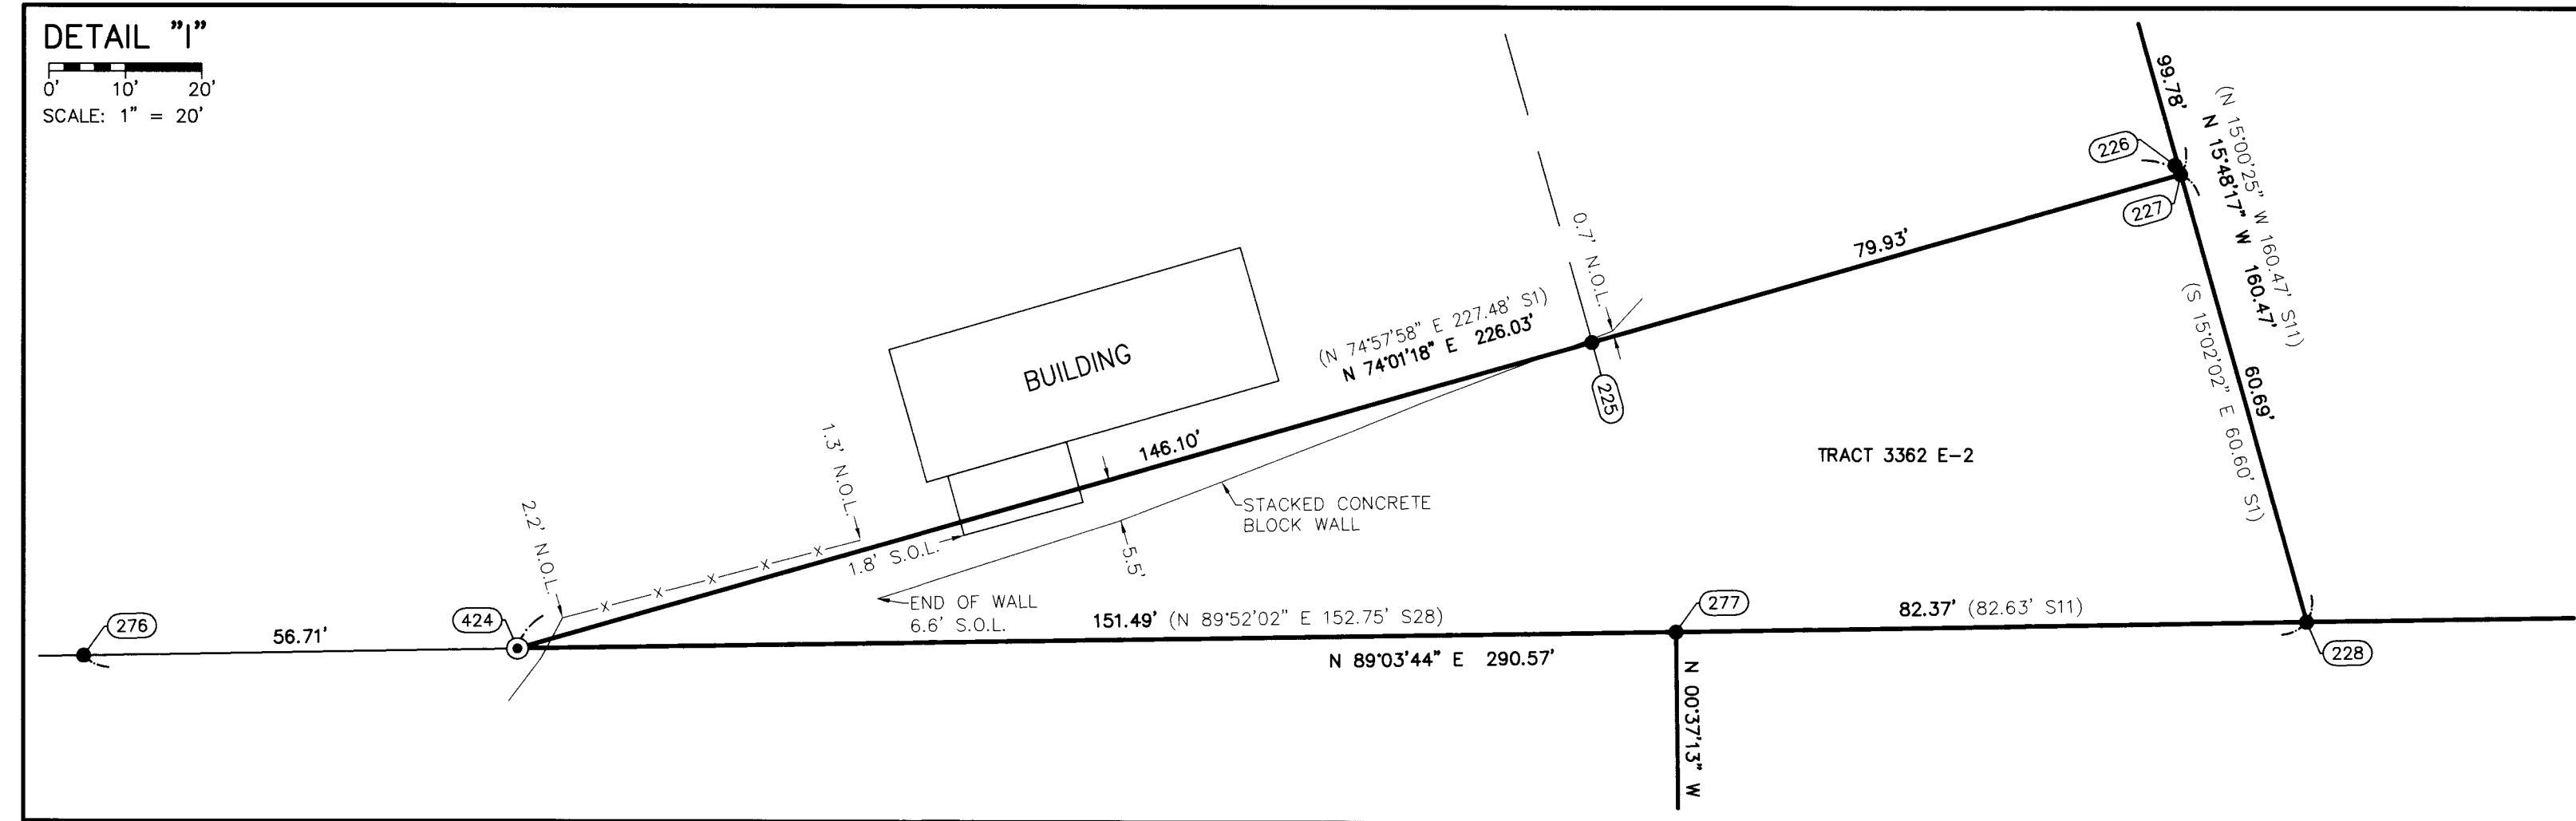 DETAIL "I"
0' 10' 20'
SCALE: 1" = 20'
99.78'
(N 15°00'25" W 160.47' S11)
N 15°48'17" W 160.47'
226
227
79.93'
0.7' N.O.L.
(N 74°57'58" E 227.48' S1)
N 74°01'18" E 226.03'
225
BUILDING
146.10'
60.69'
(S 15°02'02" E 60.60' S1)
TRACT 3362 E-2
1.3' N.O.L.
2.2' N.O.L.
1.8' S.O.L.
STACKED CONCRETE
BLOCK WALL
5.5'
END OF WALL
6.6' S.O.L.
276
56.71'
424
151.49' (N 89°52'02" E 152.75' S28)
277
82.37' (82.63' S11)
228
N 89°03'44" E 290.57'
N 00°37'13" W